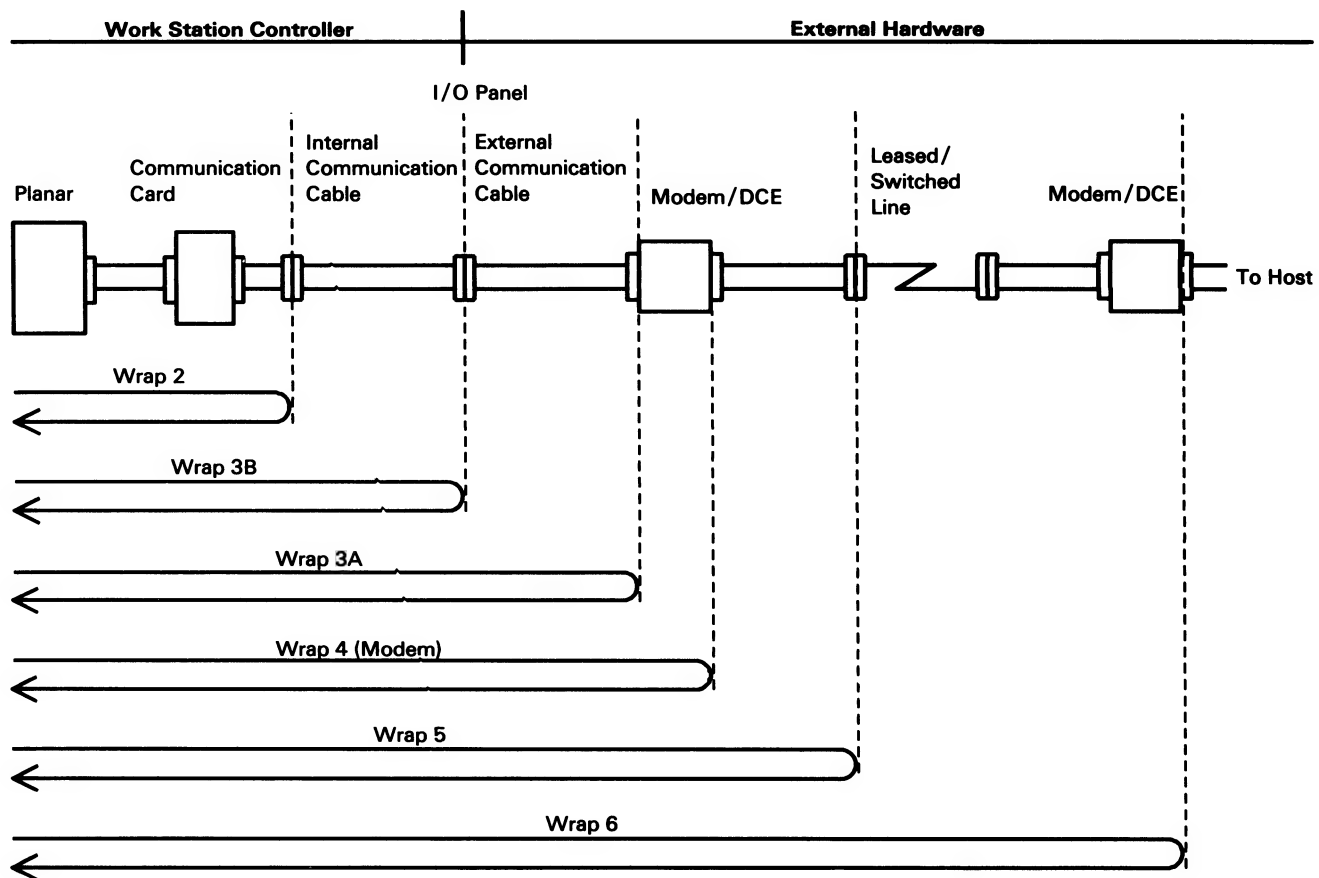 Work Station Controller
External Hardware
I/O Panel
Planar
Communication
Card
Internal
Communication
Cable
External
Communication
Cable
Modem/DCE
Leased/
Switched
Line
Modem/DCE
To Host
Wrap 2
Wrap 3B
Wrap 3A
Wrap 4 (Modem)
Wrap 5
Wrap 6